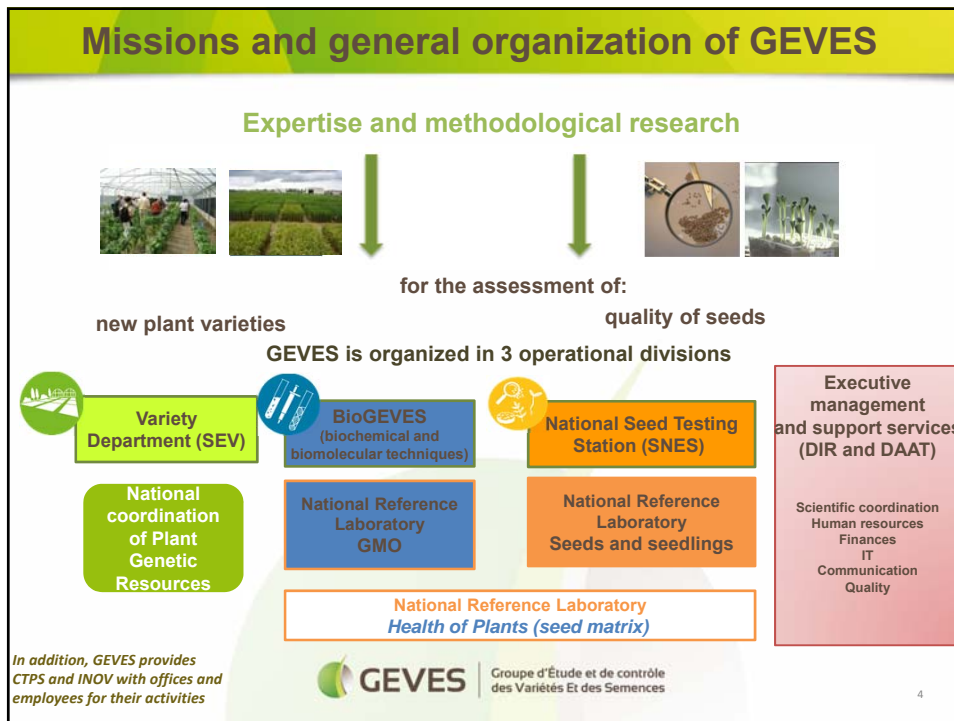 Missions and general organization of GEVES
Expertise and methodological research
for the assessment of:
new plant varieties
quality of seeds
GEVES is organized in 3 operational divisions
Variety
Department (SEV)
BioGEVES
(biochemical and
biomolecular techniques)
National Seed Testing
Station (SNES)
Executive
management
and support services
(DIR and DAAT)
Scientific coordination
Human resources
Finances
IT
Communication
Quality
National
coordination
of Plant
Genetic
Resources
National Reference
Laboratory
GMO
National Reference
Laboratory
Seeds and seedlings
National Reference Laboratory
Health of Plants (seed matrix)
In addition, GEVES provides
CTPS and INOV with offices and
employees for their activities
GEVES
Groupe d'Étude et de contrôle
des Variétés Et des Semences
4